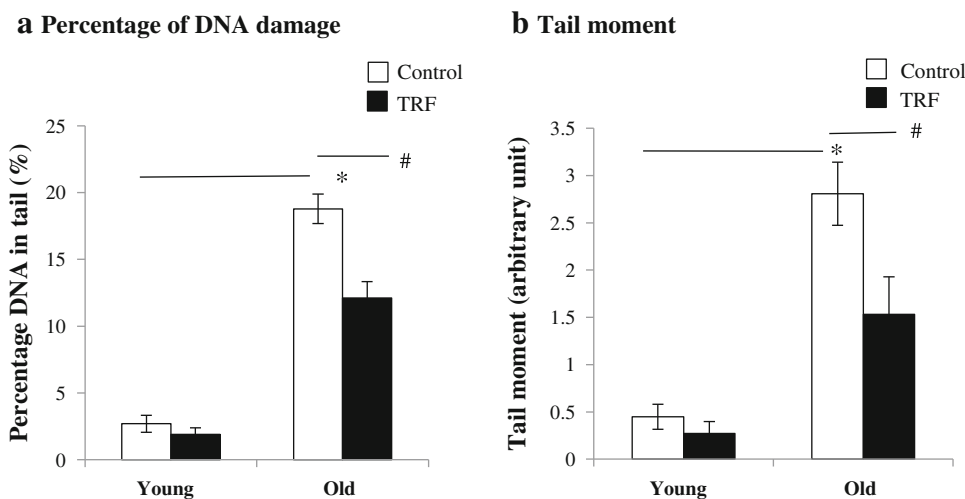 a Percentage of DNA damage
Control
TRF
Percentage DNA in tail (%)
25
20
15
10
5
0
#
*
Young
Old
b Tail moment
Control
TRF
Tail moment (arbitrary unit)
3.5
3
2.5
2
1.5
1
0.5
0
#
*
Young
Old